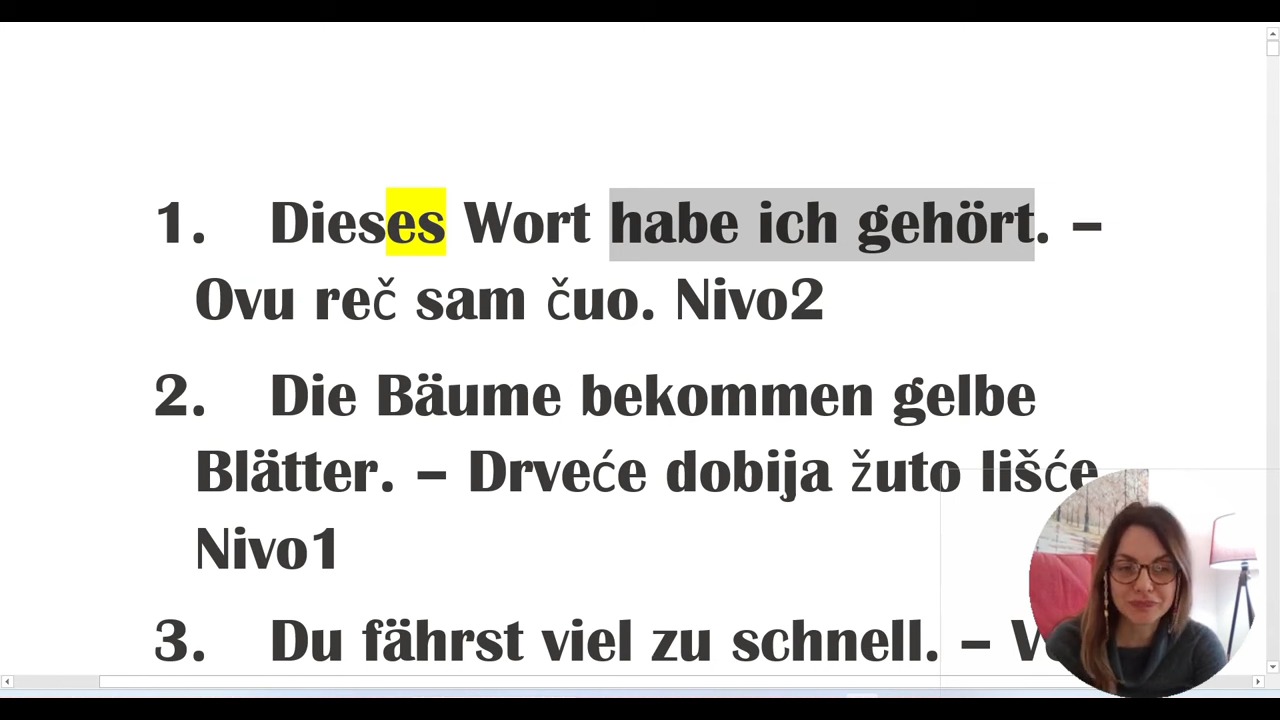 1. Dieses Wort habe ich gehört. –
Ovu reč sam čuo. Nivo2
2. Die Bäume bekommen gelbe
Blätter. – Drveće dobija žuto lišće
Nivo1
3. Du fährst viel zu schnell. –